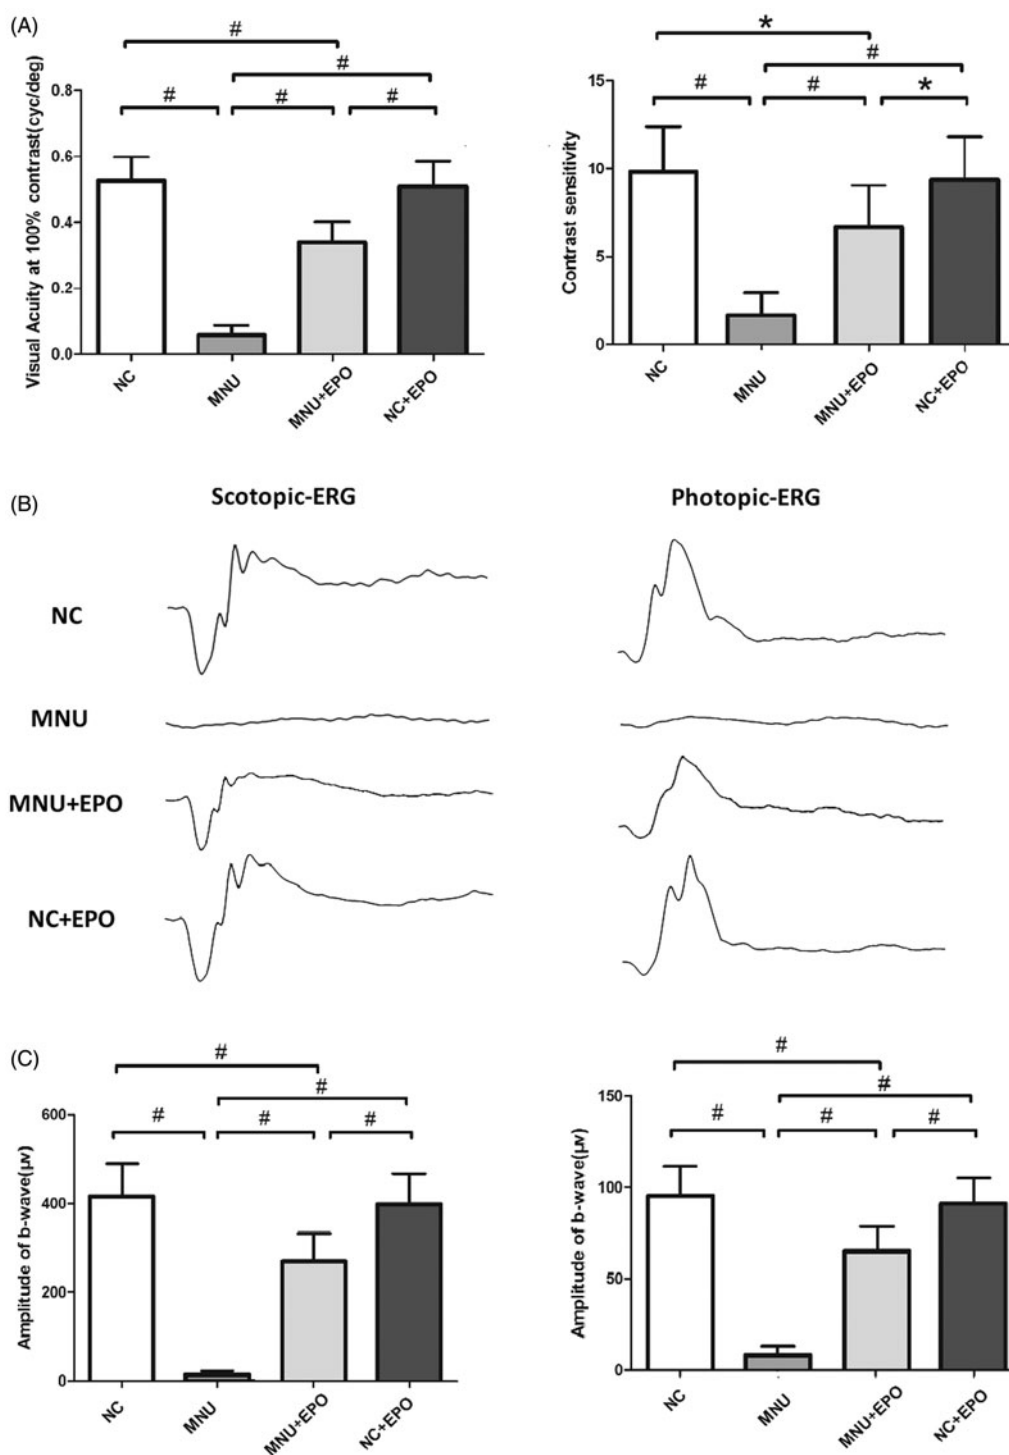 (A)
#
#
#
#
#
Visual Acuity at 100% contrast(cyc/deg)
0.8
0.6
0.4
0.2
0.0
NC
MNU
MNU+EPO
NC+EPO
*
#
#
#
*
Contrast sensitivity
15
10
5
0
NC
MNU
MNU+EPO
NC+EPO
(B)
Scotopic-ERG
Photopic-ERG
NC
MNU
MNU+EPO
NC+EPO
(C)
#
#
#
#
#
Amplitude of b-wave(μv)
600
400
200
0
NC
MNU
MNU+EPO
NC+EPO
#
#
#
#
#
Amplitude of b-wave(μv)
150
100
50
0
NC
MNU
MNU+EPO
NC+EPO